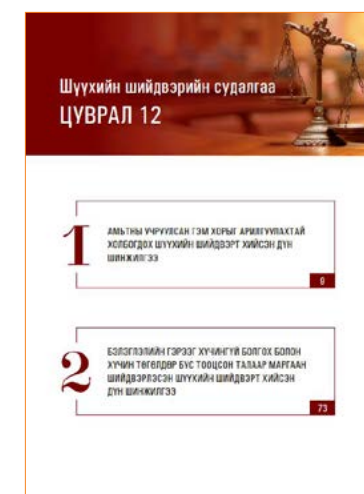 Шүүхийн шийдвэрийн судалгаа
ЦУВРАЛ 12
1
АМЬТНЫ УЧРУУЛСАН ГЭМ ХОРЫГ АРИЛГУУЛАХТАЙ
ХОЛБОГДОХ ШҮҮХИЙН ШИЙДВЭРТ ХИЙСЭН ДҮН
ШИНЖИЛГЭЭ
9
2
БЭЛЭГЛЭЛИЙН ГЭРЭЭГ ХҮЧИНГҮЙ БОЛГОХ БОЛОН
ХҮЧИН ТӨГӨЛДӨР БУС ТООЦСОН ТАЛААР МАРГААН
ШИЙДВЭРЛЭСЭН ШҮҮХИЙН ШИЙДВЭРТ ХИЙСЭН
ДҮН ШИНЖИЛГЭЭ
73